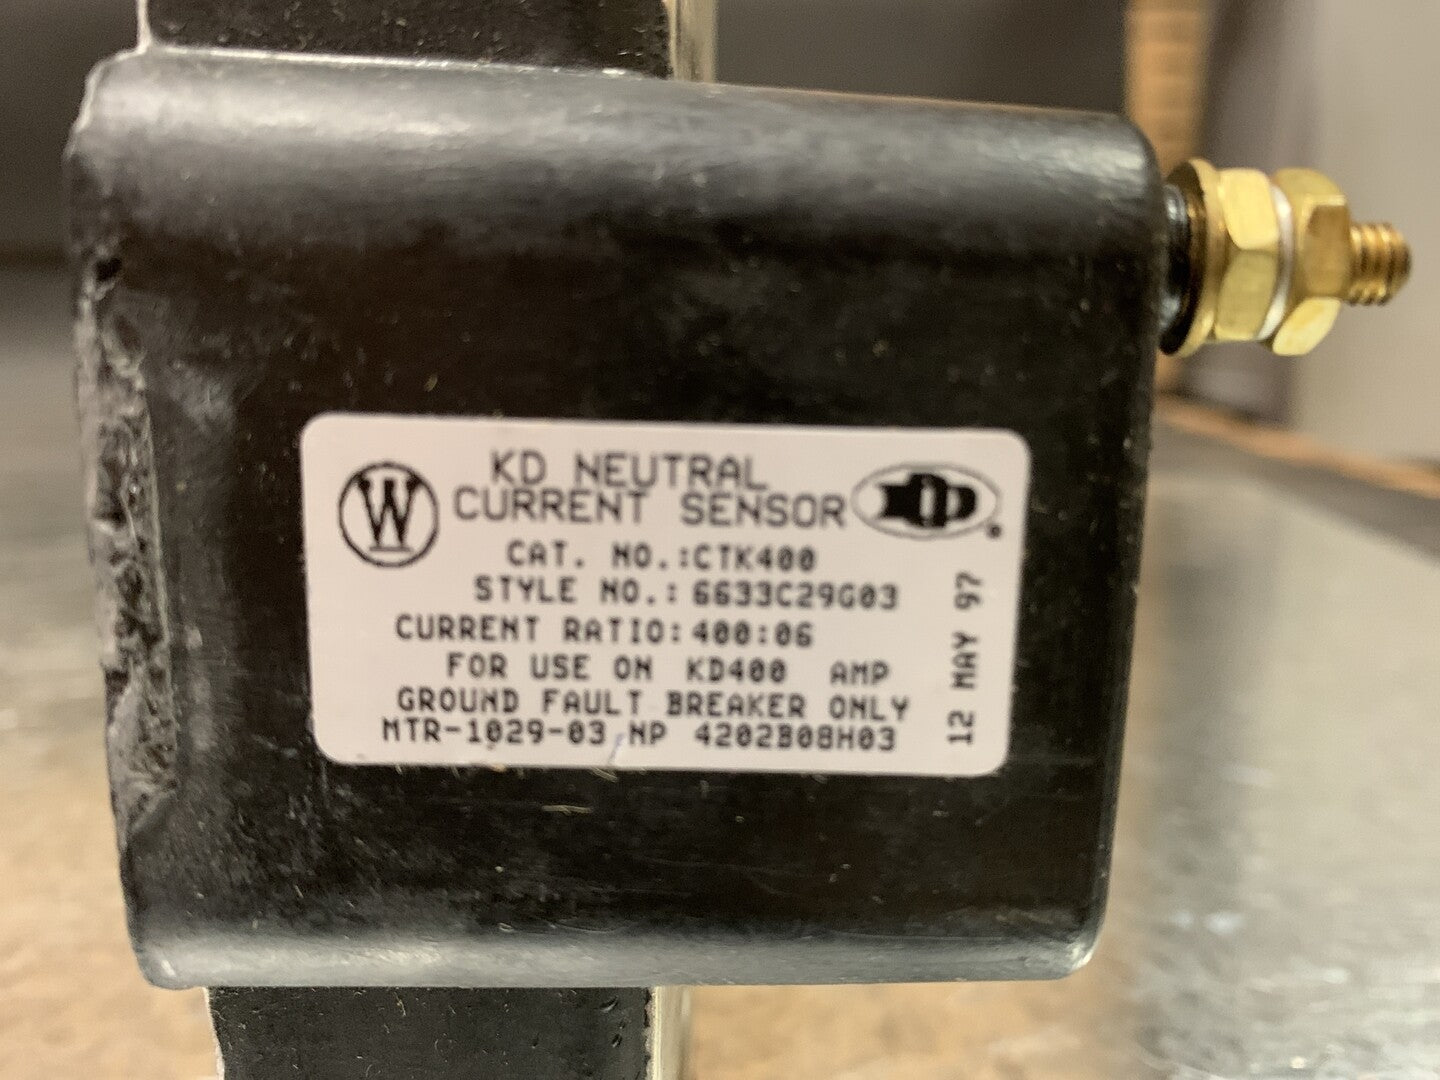 W
KD NEUTRAL
CURRENT SENSOR
CAT. NO.:CTK400
STYLE NO.: 6633C29G03
CURRENT RATIO: 400:06
FOR USE ON KD400 AMP
GROUND FAULT BREAKER ONLY
MTR-1029-03 NP 4202B08H03
12 MAY 97